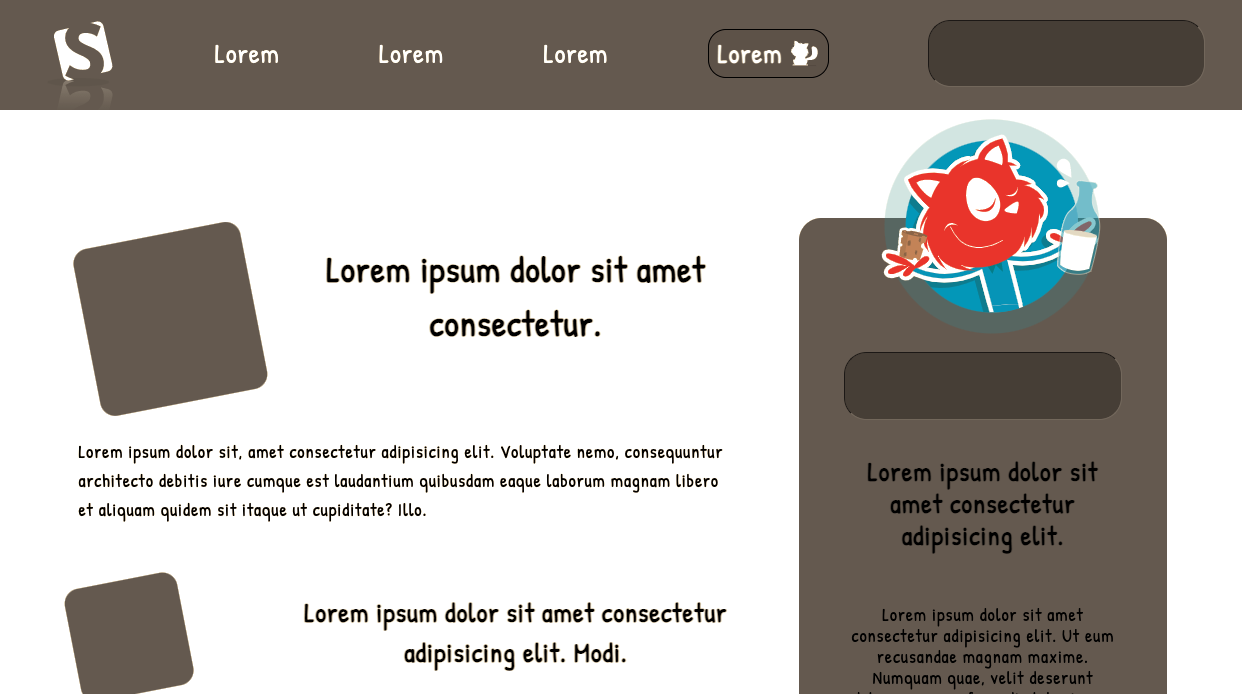 S
Lorem
Lorem
Lorem
Lorem
Lorem ipsum dolor sit amet
consectetur.
Lorem ipsum dolor sit, amet consectetur adipisicing elit. Voluptate nemo, consequuntur
architecto debitis iure cumque est laudantium quibusdam eaque laborum magnam libero
et aliquam quidem sit itaque ut cupiditate? Illo.
Lorem ipsum dolor sit amet consectetur
adipisicing elit. Modi.
Lorem ipsum dolor sit
amet consectetur
adipisicing elit.
Lorem ipsum dolor sit amet
consectetur adipisicing elit. Ut eum
recusandae magnam maxime.
Numquam quae, velit deserunt